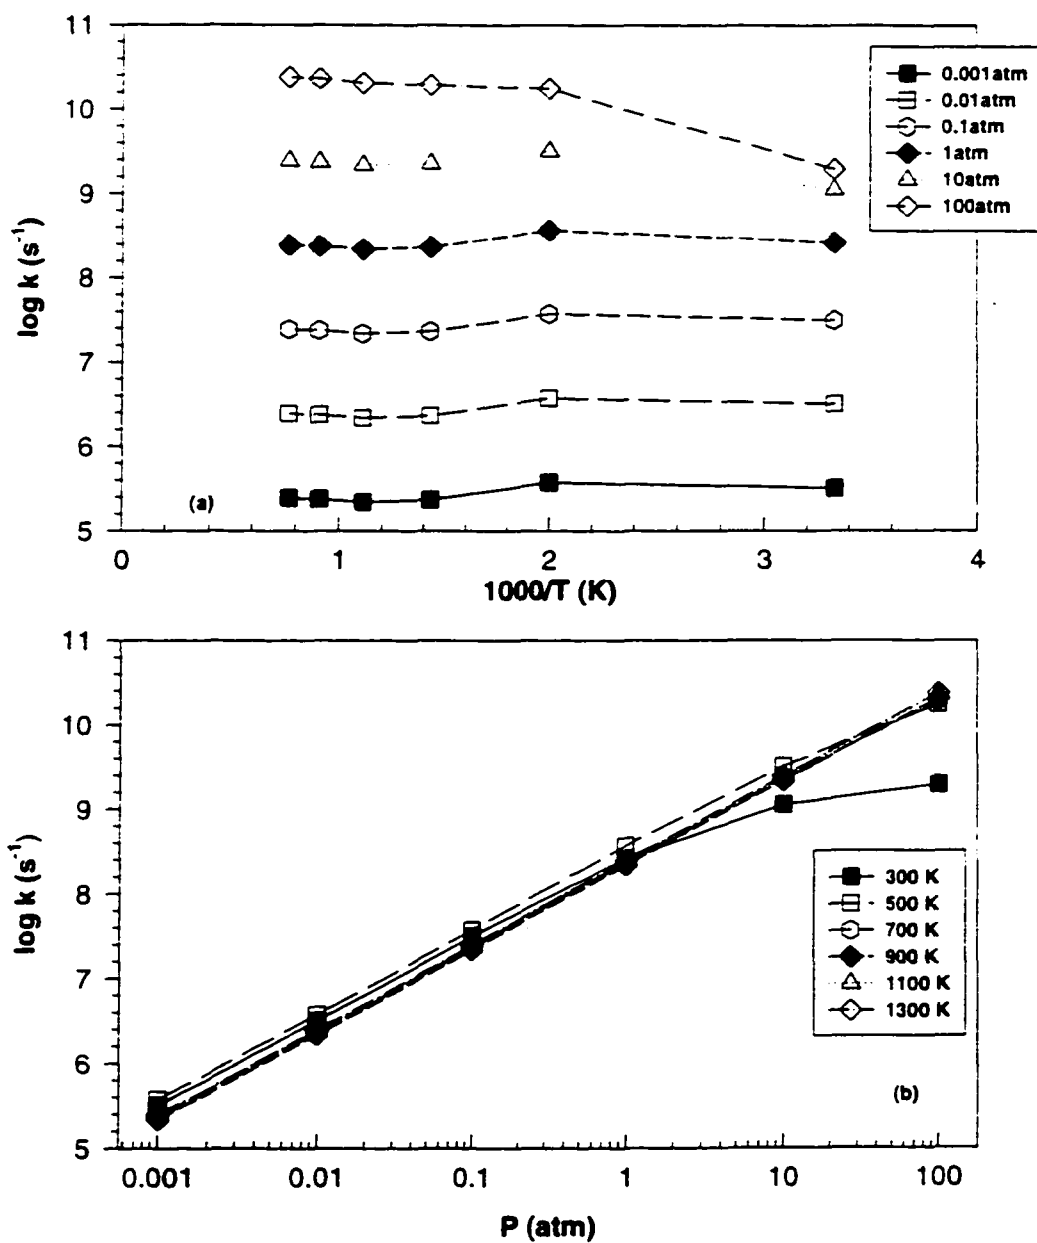 11
10
9
8
7
6
5
log k (s⁻¹)
(a)
0 1 2 3 4
1000/T (K)
0.001atm
0.01atm
0.1atm
1atm
10atm
100atm
11
10
9
8
7
6
5
log k (s⁻¹)
300 K
500 K
700 K
900 K
1100 K
1300 K
(b)
0.001 0.01 0.1 1 10 100
P (atm)